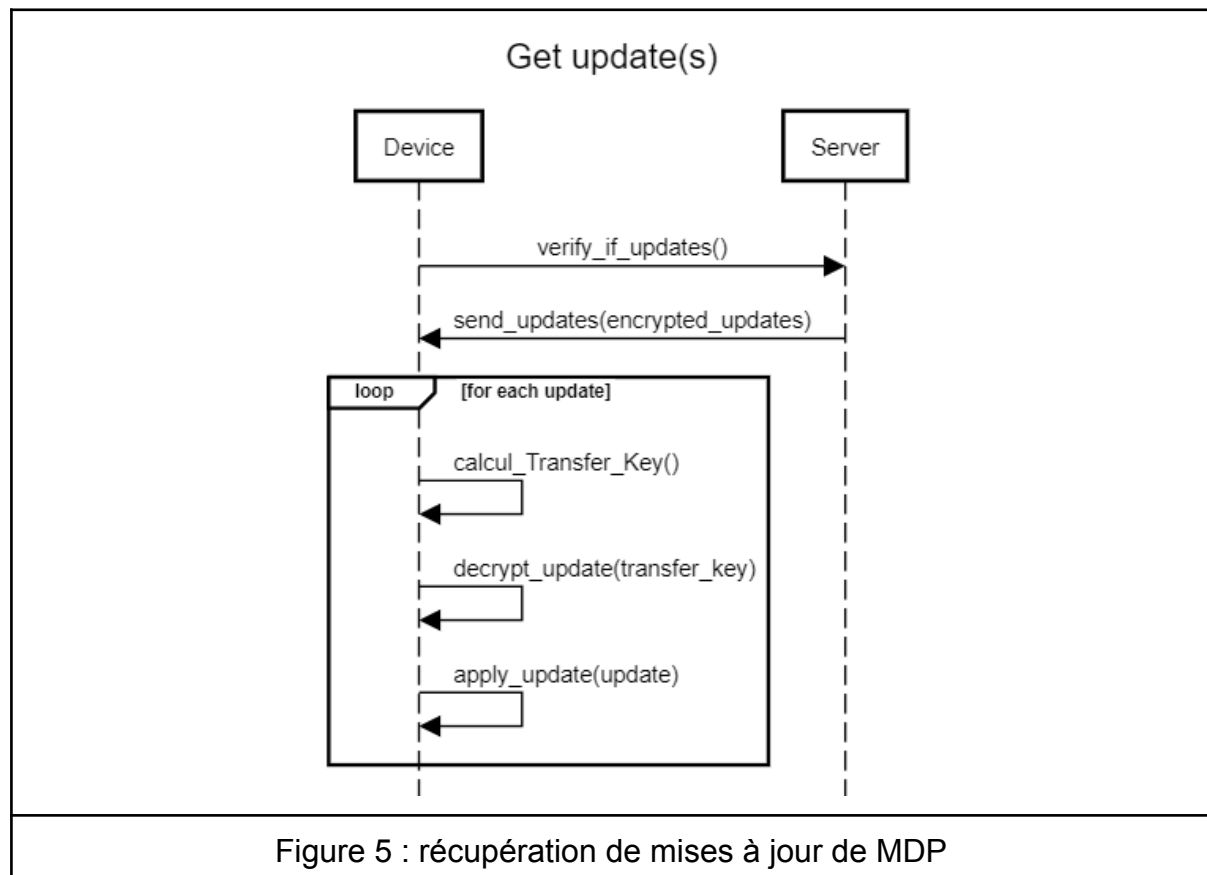 Get update(s)
Device
Server
verify_if_updates()
send_updates(encrypted_updates)
loop
[for each update]
calcul_Transfer_Key()
decrypt_update(transfer_key)
apply_update(update)
Figure 5 : récupération de mises à jour de MDP